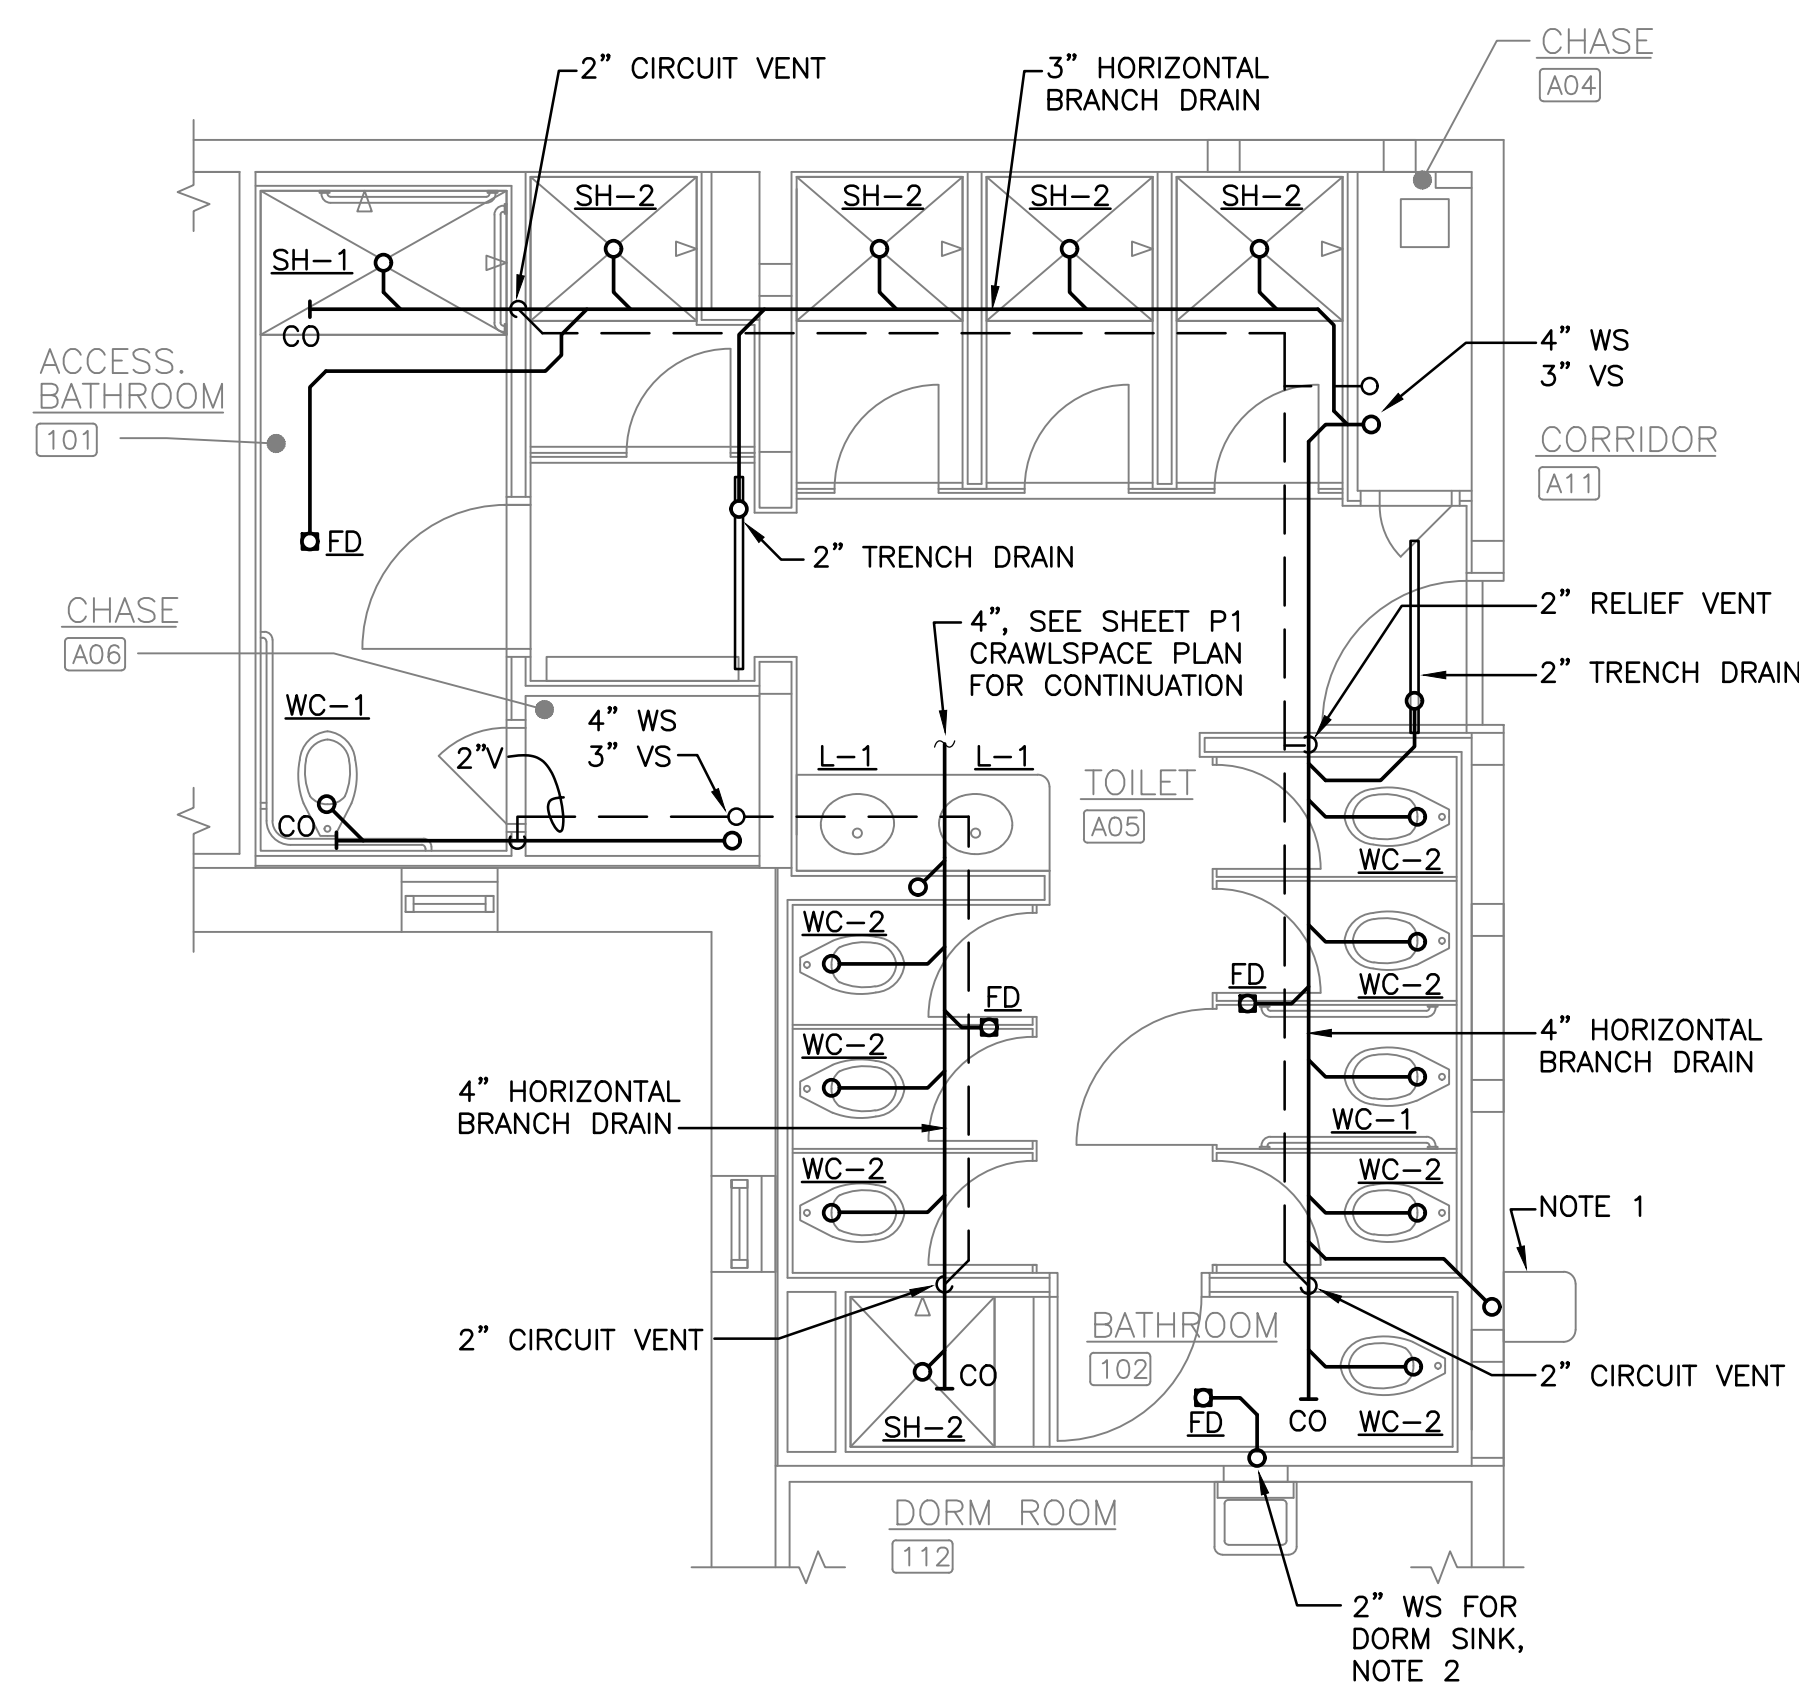 2” CIRCUIT VENT
3” HORIZONTAL
BRANCH DRAIN
CHASE
A04
SH-1
SH-2
SH-2
SH-2
SH-2
CO
4” WS
3” VS
ACCESS.
BATHROOM
101
CORRIDOR
A11
FD
2” TRENCH DRAIN
CHASE
A06
4”, SEE SHEET P1
CRAWLSPACE PLAN
FOR CONTINUATION
2” RELIEF VENT
2” TRENCH DRAIN
WC-1
4” WS
3” VS
2”V
L-1
L-1
TOILET
A05
CO
WC-2
WC-2
FD
FD
WC-2
WC-2
4” HORIZONTAL
BRANCH DRAIN
4” HORIZONTAL
BRANCH DRAIN
WC-1
WC-2
WC-2
NOTE 1
2” CIRCUIT VENT
BATHROOM
102
2” CIRCUIT VENT
CO
SH-2
FD
CO
WC-2
DORM ROOM
112
2” WS FOR
DORM SINK,
NOTE 2